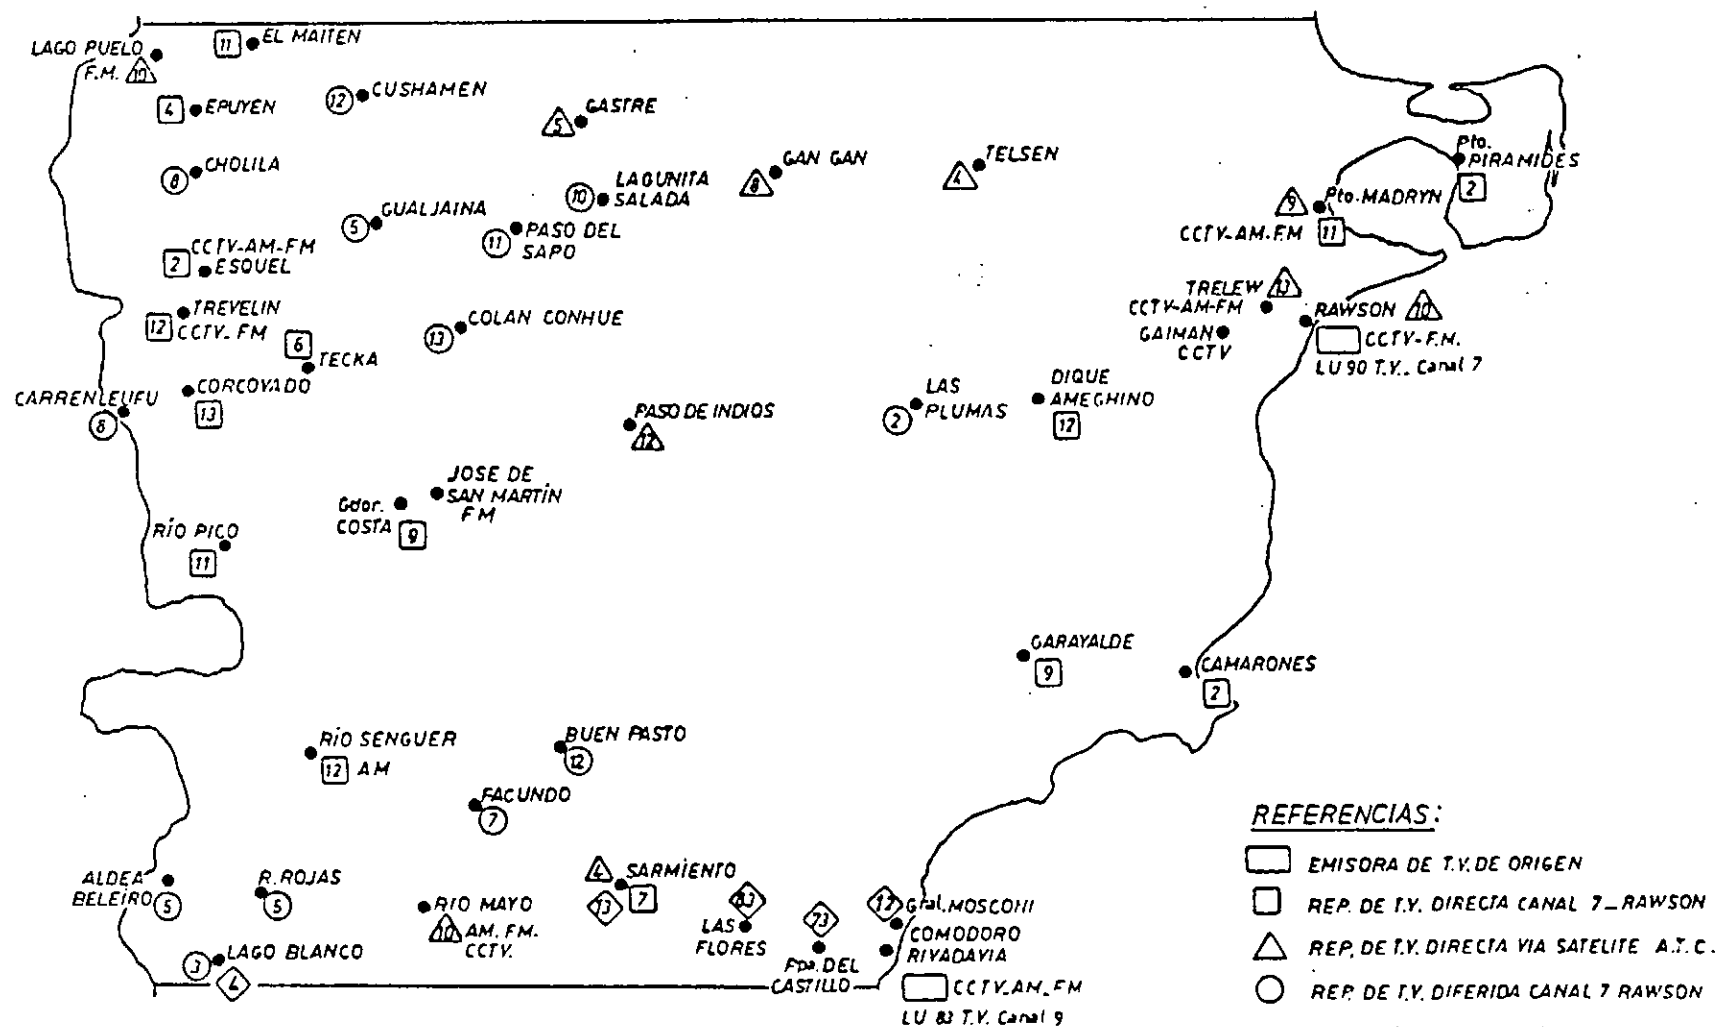 LAGO PUELO
F.M. 10
11 EL MAITEN
4 EPUYEN
12 CUSHAMEN
5 GASTRE
8 CHOLILA
5 GUALJAINA
10 LAGUNITA
SALADA
11 PASO DEL
SAPO
8 GAN GAN
4 TELSEN
Pto.
PIRAMIDES
2
9 Pto. MADRYN
CCTV-AM-F.M 11
CCTV-AM-FM
2 ESQUEL
TREVELIN
12 CCTV-FM
6
TECKA
13 COLAN CONHUE
TRELEW 13
CCTV-AM-FM
GAIMAN
CCTV
RAWSON 10
CCTV-F.M.
LU 90 T.V. Canal 7
CARRENLEUFU
8
CORCOVADO
13
PASO DE INDIOS
12
LAS
PLUMAS
2
DIQUE
AMEGHINO
12
JOSE DE
SAN MARTÍN
FM
Gdor.
COSTA
9
RÍO PICO
11
GARAYALDE
9
CAMARONES
2
RÍO SENGUER
12 AM
BUEN PASTO
12
FACUNDO
7
ALDEA
BELEIRO
5
R. ROJAS
5
RIO MAYO
10 AM. FM.
CCTV.
4 SARMIENTO
13 7
LAS
FLORES
13
Fda. DEL
CASTILLO
12 Gral. MOSCONI
COMODORO
RIVADAVIA
CCTV-AM-FM
LU 83 T.V. Canal 9
LAGO BLANCO
3 4
REFERENCIAS:
EMISORA DE T.V. DE ORIGEN
REP. DE T.V. DIRECTA CANAL 7_RAWSON
REP. DE T.V. DIRECTA VIA SATELITE A.T.C.
REP. DE T.V. DIFERIDA CANAL 7 RAWSON